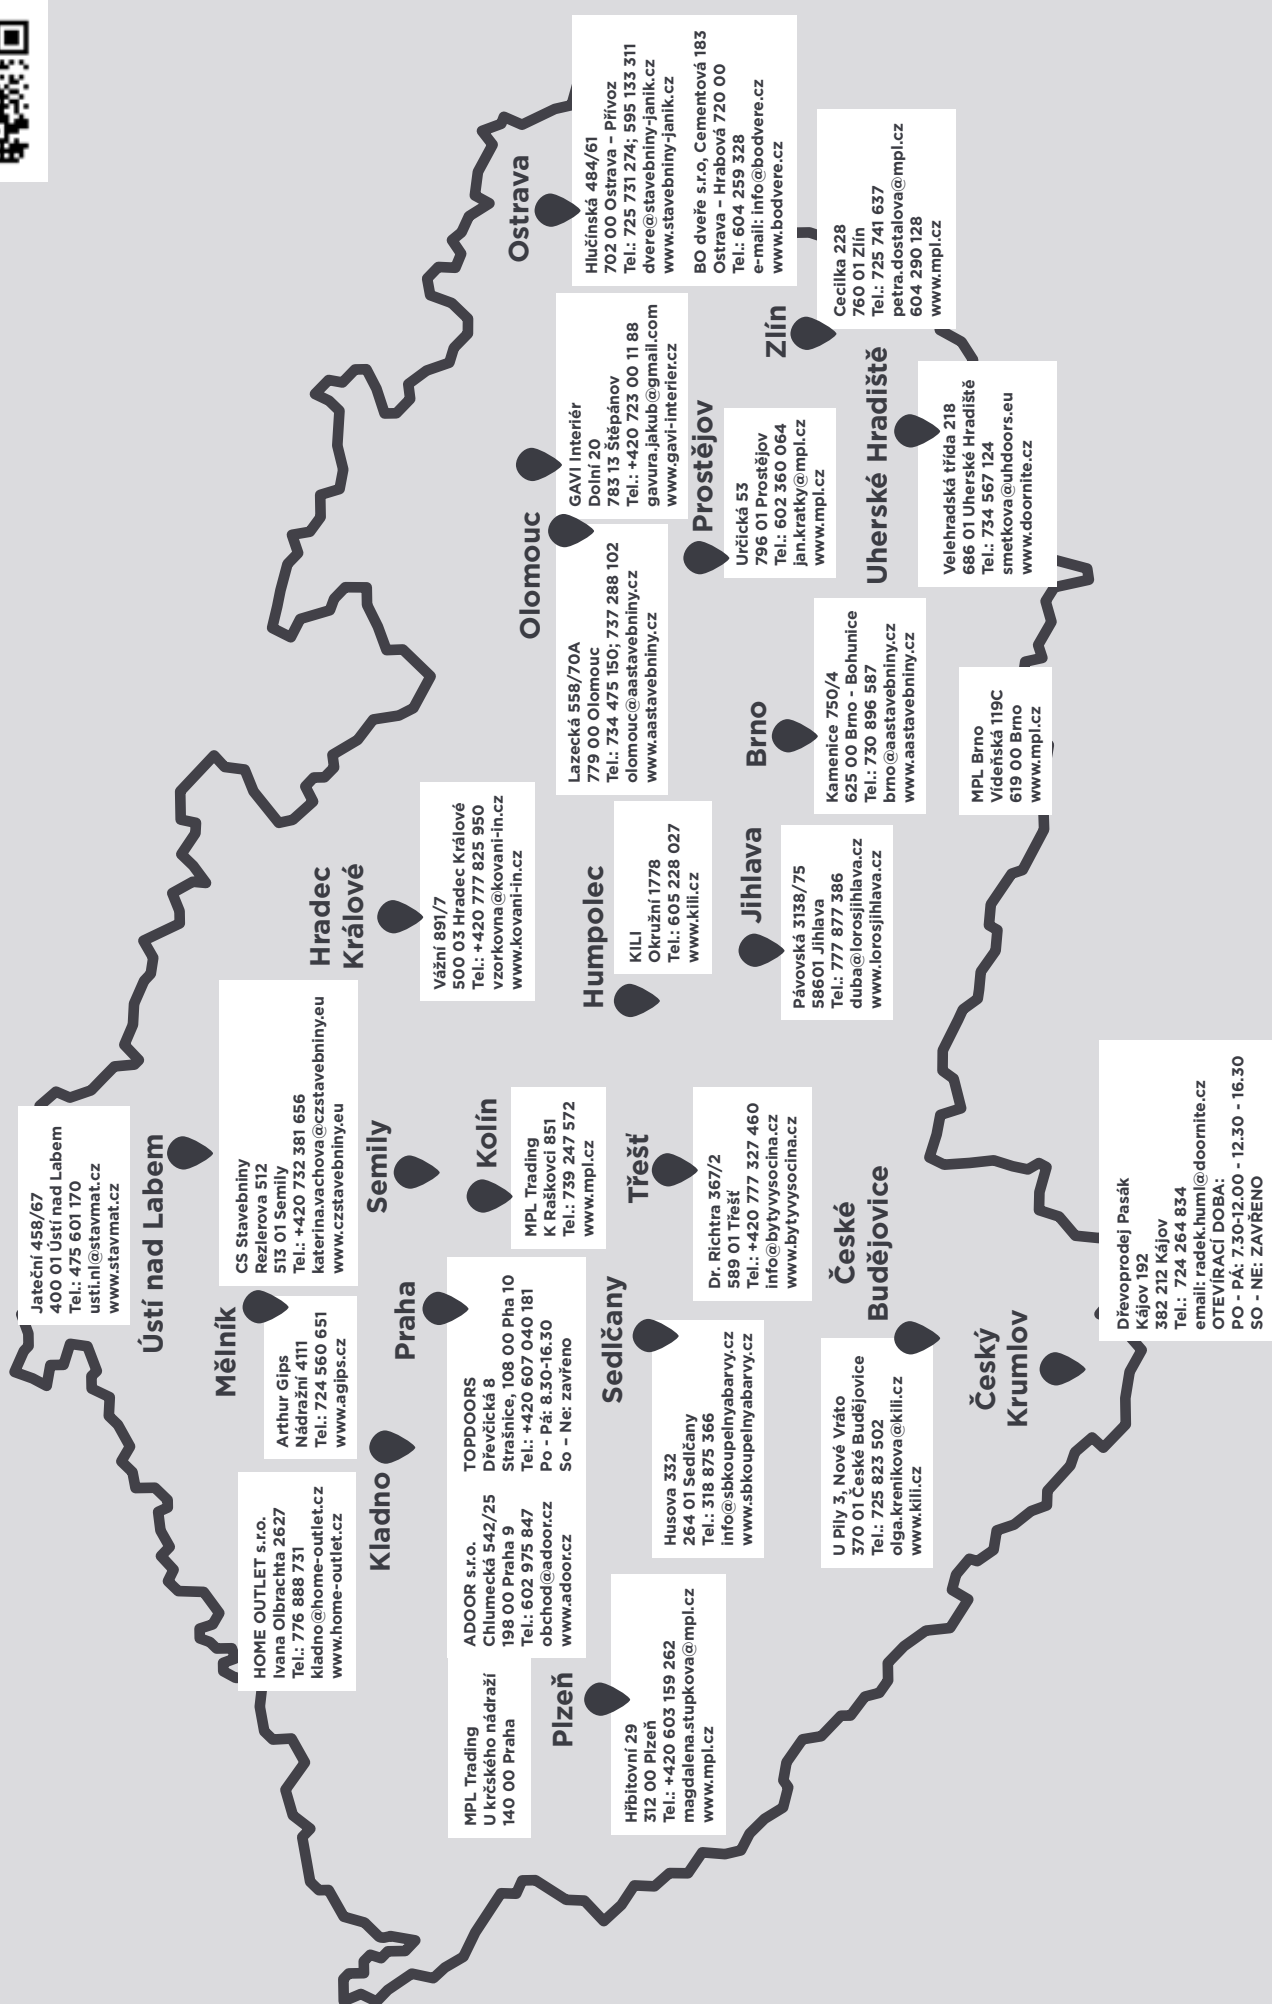 Jateční 458/67
400 01 Ústí nad Labem
Tel.: 475 601 170
usti.nl@stavmat.cz
www.stavmat.cz
Ústí nad Labem
Mělník
Arthur Gips
Nádražní 4111
Tel.: 724 560 651
www.agips.cz
CS Stavebniny
Rezlerova 512
513 01 Semily
Tel.: +420 732 381 656
katerina.vachova@czstavebniny.eu
www.czstavebniny.eu
Semily
HOME OUTLET s.r.o.
Ivana Olbrachta 2627
Tel.: 776 888 731
kladno@home-outlet.cz
www.home-outlet.cz
Kladno
Praha
MPL Trading
U krčského nádraží
140 00 Praha
ADOOR s.r.o.
Chlumecká 542/25
198 00 Praha 9
Tel.: 602 975 847
obchod@adoor.cz
www.adoor.cz
TOPDOORS
Dřevčická 8
Strašnice, 108 00 Pha 10
Tel.: +420 607 040 181
Po - Pá: 8.30-16.30
So – Ne: zavřeno
Kolín
MPL Trading
K Raškovci 851
Tel.: 739 247 572
www.mpl.cz
Hradec
Králové
Vážní 891/7
500 03 Hradec Králové
Tel.: +420 777 825 950
vzorkovna@kovani-in.cz
www.kovani-in.cz
Plzeň
Hřbitovní 29
312 00 Plzeň
Tel.: +420 603 159 262
magdalena.stupkova@mpl.cz
www.mpl.cz
Sedlčany
Husova 332
264 01 Sedlčany
Tel.: 318 875 366
info@sbkoupelnyabarvy.cz
www.sbkoupelnyabarvy.cz
Třešť
Dr. Richtra 367/2
589 01 Třešť
Tel.: +420 777 327 460
info@bytyvysocina.cz
www.bytyvysocina.cz
Humpolec
KILI
Okružní 1778
Tel.: 605 228 027
www.kili.cz
Jihlava
Pávovská 3138/75
58601 Jihlava
Tel.: 777 877 386
duba@lorosjihlava.cz
www.lorosjihlava.cz
České
Budějovice
U Pily 3, Nové Vráto
370 01 České Budějovice
Tel.: 725 823 502
olga.krenikova@kili.cz
www.kili.cz
Český
Krumlov
Dřevoprodej Pasák
Kájov 192
382 212 Kájov
Tel.: 724 264 834
email: radek.huml@doornite.cz
OTEVÍRACÍ DOBA:
PO - PÁ: 7.30-12.00 - 12.30 - 16.30
SO - NE: ZAVŘENO
Olomouc
Lazecká 558/70A
779 00 Olomouc
Tel.: 734 475 150; 737 288 102
olomouc@aastavebniny.cz
www.aastavebniny.cz
GAVI Interiér
Dolní 20
783 13 Štěpánov
Tel.: +420 723 00 11 88
gavura.jakub@gmail.com
www.gavi-interier.cz
Ostrava
Hlučínská 484/61
702 00 Ostrava – Přívoz
Tel.: 725 731 274; 595 133 311
dvere@stavebniny-janik.cz
www.stavebniny-janik.cz
BO dveře s.r.o, Cementová 183
Ostrava – Hrabová 720 00
Tel.: 604 259 328
e-mail: info@bodvere.cz
www.bodvere.cz
Prostějov
Určická 53
796 01 Prostějov
Tel.: 602 360 064
jan.kratky@mpl.cz
www.mpl.cz
Brno
Kamenice 750/4
625 00 Brno - Bohunice
Tel.: 730 896 587
brno@aastavebniny.cz
www.aastavebniny.cz
MPL Brno
Vídeňská 119C
619 00 Brno
www.mpl.cz
Zlín
Cecilka 228
760 01 Zlín
Tel.: 725 741 637
petra.dostalova@mpl.cz
604 290 128
www.mpl.cz
Uherské Hradiště
Velehradská třída 218
686 01 Uherské Hradiště
Tel.: 734 567 124
smetkova@uhdoors.eu
www.doornite.cz